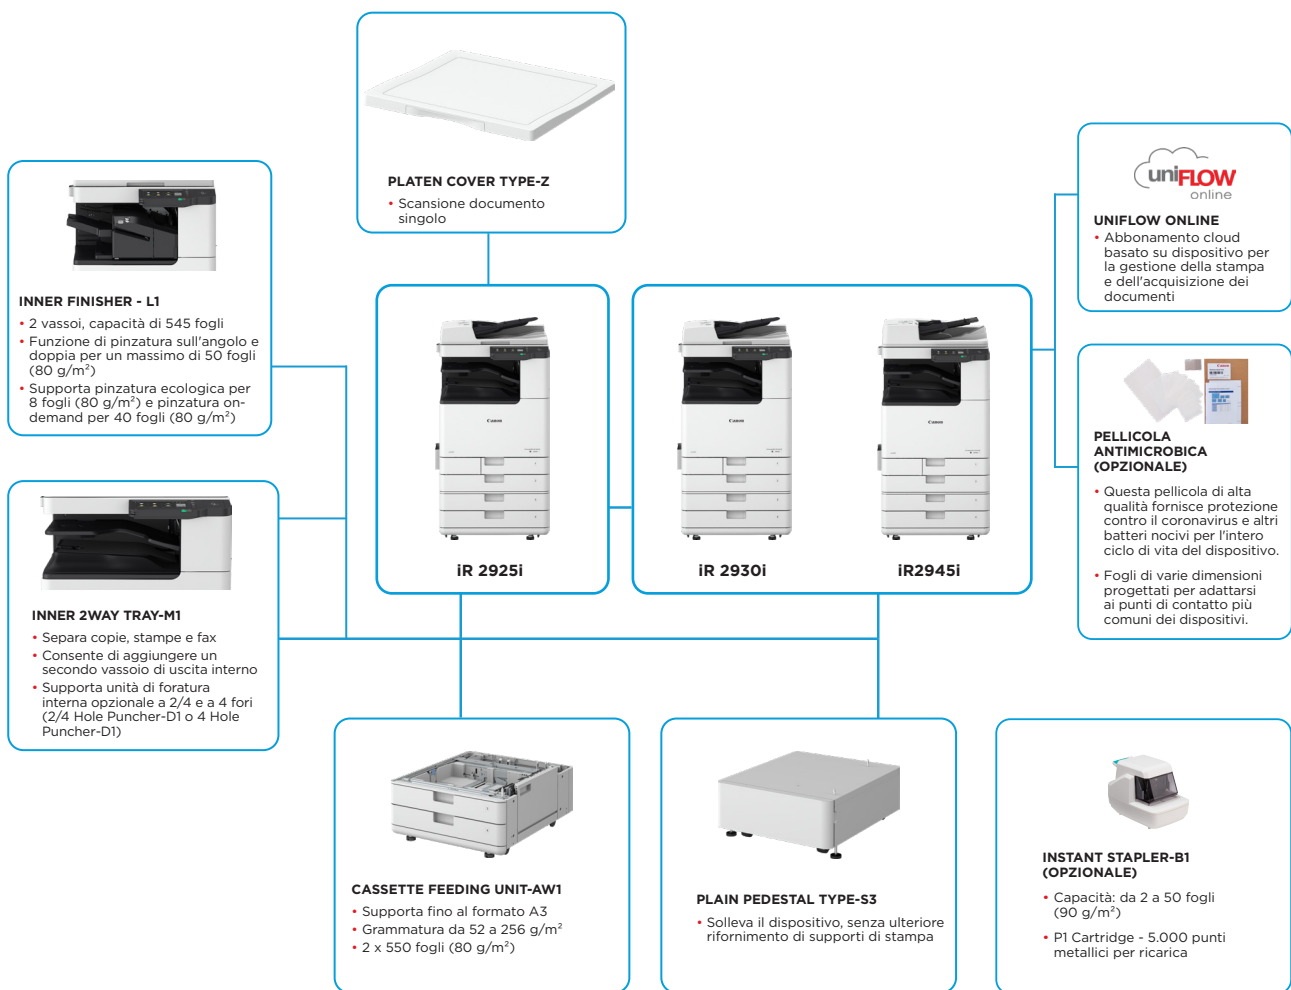 PLATEN COVER TYPE-Z
• Scansione documento
singolo
INNER FINISHER - L1
• 2 vassoi, capacità di 545 fogli
• Funzione di pinzatura sull'angolo e
doppia per un massimo di 50 fogli
(80 g/m²)
• Supporta pinzatura ecologica per
8 fogli (80 g/m²) e pinzatura on-
demand per 40 fogli (80 g/m²)
INNER 2WAY TRAY-M1
• Separa copie, stampe e fax
• Consente di aggiungere un
secondo vassoio di uscita interno
• Supporta unità di foratura
interna opzionale a 2/4 e a 4 fori
(2/4 Hole Puncher-D1 o 4 Hole
Puncher-D1)
Canon
iR 2925i
Canon
iR 2930i
Canon
iR2945i
uniFLOW
online
UNIFLOW ONLINE
• Abbonamento cloud
basato su dispositivo per
la gestione della stampa
e dell'acquisizione dei
documenti
PELLICOLA
ANTIMICROBICA
(OPZIONALE)
• Questa pellicola di alta
qualità fornisce protezione
contro il coronavirus e altri
batteri nocivi per l'intero
ciclo di vita del dispositivo.
• Fogli di varie dimensioni
progettati per adattarsi
ai punti di contatto più
comuni dei dispositivi.
CASSETTE FEEDING UNIT-AW1
• Supporta fino al formato A3
• Grammatura da 52 a 256 g/m²
• 2 x 550 fogli (80 g/m²)
PLAIN PEDESTAL TYPE-S3
• Solleva il dispositivo, senza ulteriore
rifornimento di supporti di stampa
INSTANT STAPLER-B1
(OPZIONALE)
• Capacità: da 2 a 50 fogli
(90 g/m²)
• P1 Cartridge - 5.000 punti
metallici per ricarica